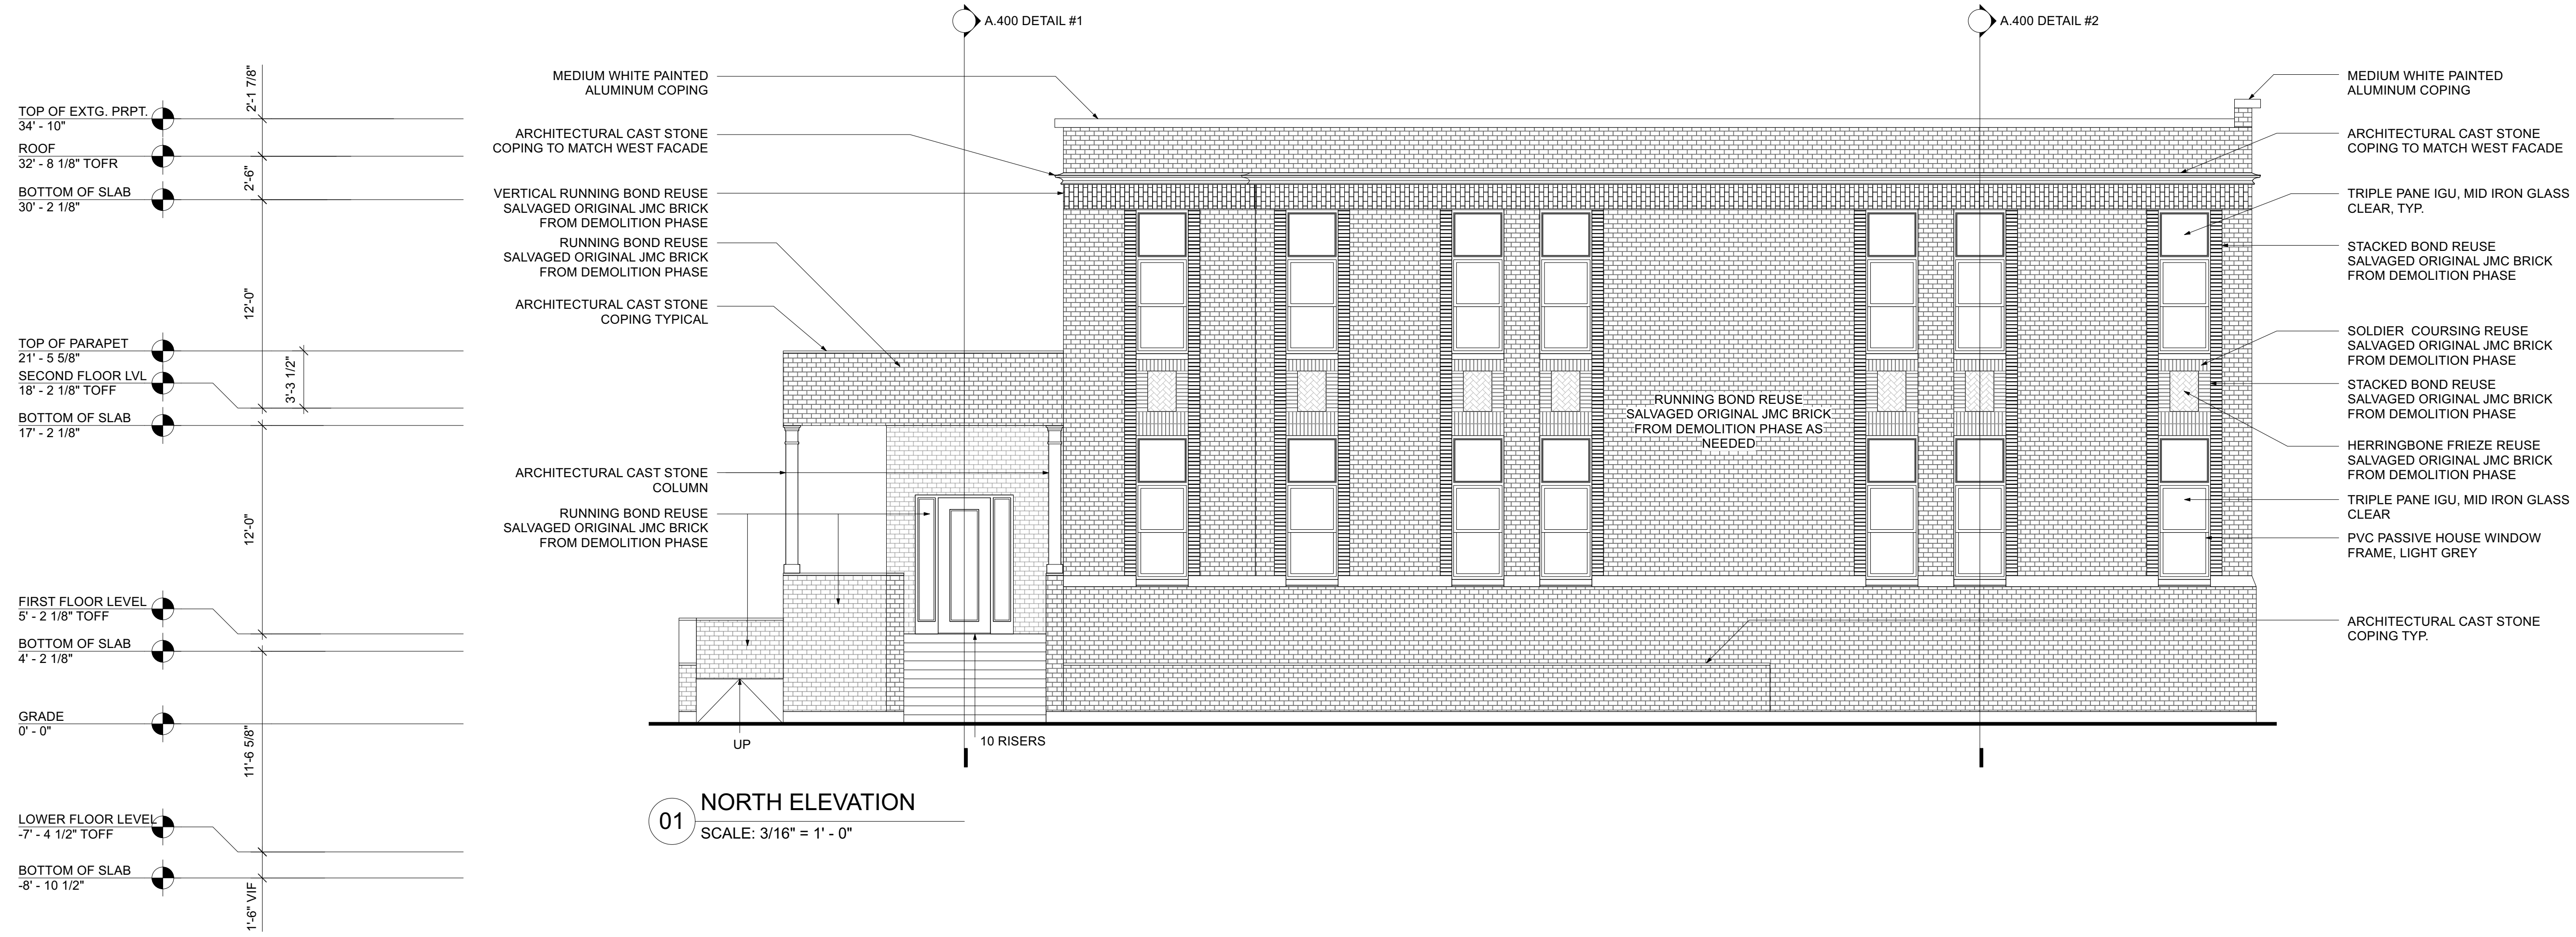 A.400 DETAIL #1
A.400 DETAIL #2
TOP OF EXTG. PRPT.
34' - 10"
ROOF
32' - 8 1/8" TOFR
BOTTOM OF SLAB
30' - 2 1/8"
TOP OF PARAPET
21' - 5 5/8"
SECOND FLOOR LVL
18' - 2 1/8" TOFF
BOTTOM OF SLAB
17' - 2 1/8"
FIRST FLOOR LEVEL
5' - 2 1/8" TOFF
BOTTOM OF SLAB
4' - 2 1/8"
GRADE
0' - 0"
LOWER FLOOR LEVEL
-7' - 4 1/2" TOFF
BOTTOM OF SLAB
-8' - 10 1/2"
2'-1 7/8"
2'-6"
12'-0"
3'-3 1/2"
12'-0"
11'-6 5/8"
1'-6" VIF
MEDIUM WHITE PAINTED
ALUMINUM COPING
ARCHITECTURAL CAST STONE
COPING TO MATCH WEST FACADE
VERTICAL RUNNING BOND REUSE
SALVAGED ORIGINAL JMC BRICK
FROM DEMOLITION PHASE
RUNNING BOND REUSE
SALVAGED ORIGINAL JMC BRICK
FROM DEMOLITION PHASE
ARCHITECTURAL CAST STONE
COPING TYPICAL
ARCHITECTURAL CAST STONE
COLUMN
RUNNING BOND REUSE
SALVAGED ORIGINAL JMC BRICK
FROM DEMOLITION PHASE
RUNNING BOND REUSE
SALVAGED ORIGINAL JMC BRICK
FROM DEMOLITION PHASE AS
NEEDED
MEDIUM WHITE PAINTED
ALUMINUM COPING
ARCHITECTURAL CAST STONE
COPING TO MATCH WEST FACADE
TRIPLE PANE IGU, MID IRON GLASS
CLEAR, TYP.
STACKED BOND REUSE
SALVAGED ORIGINAL JMC BRICK
FROM DEMOLITION PHASE
SOLDIER COURSING REUSE
SALVAGED ORIGINAL JMC BRICK
FROM DEMOLITION PHASE
STACKED BOND REUSE
SALVAGED ORIGINAL JMC BRICK
FROM DEMOLITION PHASE
HERRINGBONE FRIEZE REUSE
SALVAGED ORIGINAL JMC BRICK
FROM DEMOLITION PHASE
TRIPLE PANE IGU, MID IRON GLASS
CLEAR
PVC PASSIVE HOUSE WINDOW
FRAME, LIGHT GREY
ARCHITECTURAL CAST STONE
COPING TYP.
UP
10 RISERS
01
NORTH ELEVATION
SCALE: 3/16" = 1' - 0"